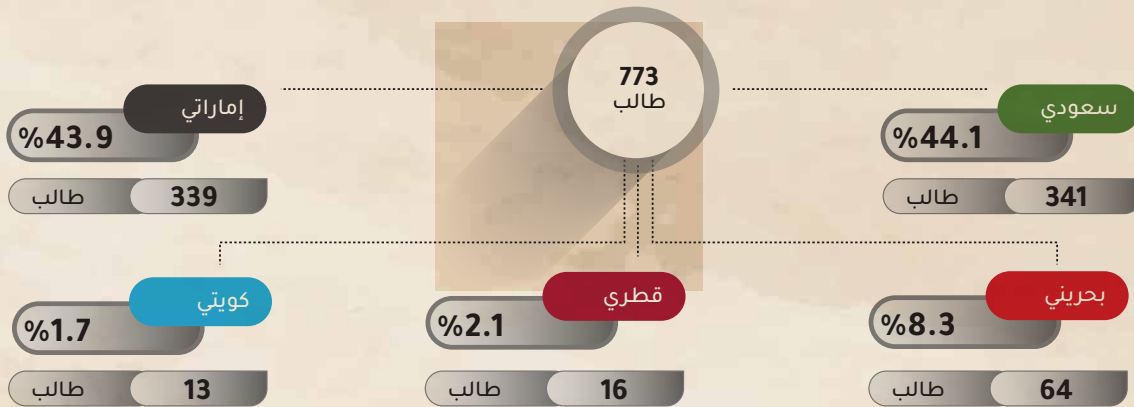 773
طالب
سعودي
%44.1
341 طالب
إماراتي
%43.9
339 طالب
بحريني
%8.3
64 طالب
قطري
%2.1
16 طالب
كويتي
%1.7
13 طالب